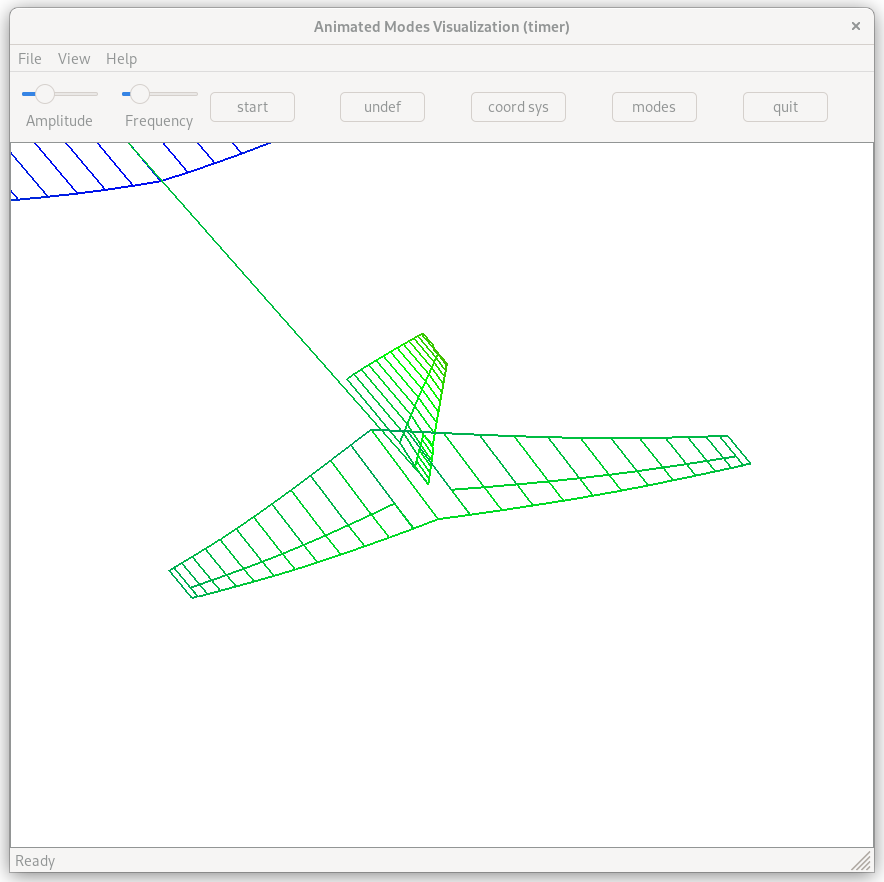 Animated Modes Visualization (timer)
File View Help
Amplitude Frequency start undef coord sys modes quit
Ready